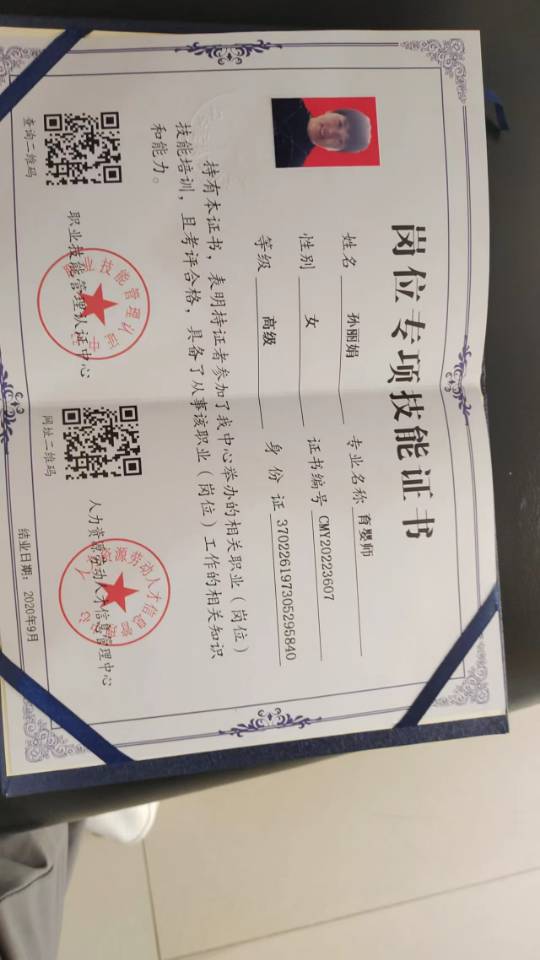 岗位专项技能证书
姓名 孙丽娟 专业名称 育婴师
性别 女 证书编号 CMY20223607
等级 高级 身份证 370226197305295840
持有本证书，表明持证者参加了我中心举办的相关职业（岗位）
技能培训，且考评合格，具备了从事该职业（岗位）工作的相关知识
和能力。
职业技能管理认证中心
人力资源劳动人才信息管理中心
查询二维码
网址二维码
结业日期：2020年9月